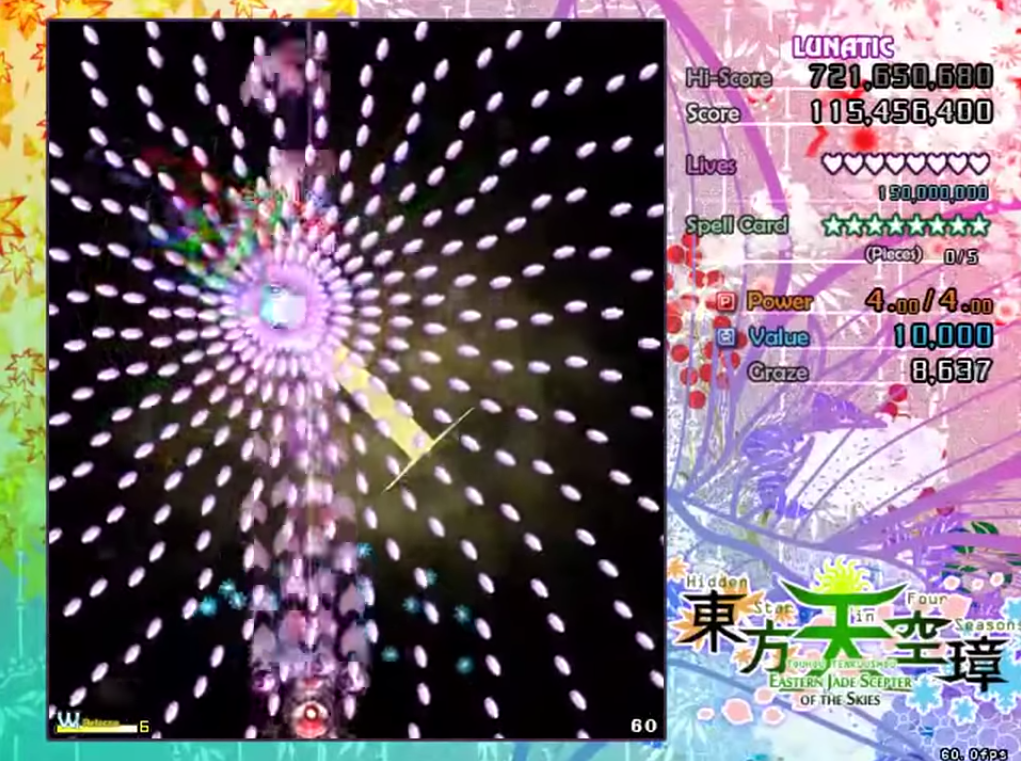 LUNATIC
Hi-Score 721,650,680
Score 115,456,400
Lives
150,000,000
Spell Card
(Pieces) 0/5
P Power 4.00/4.00
Value 10,000
Graze 8,637
Hidden Star in Four Seasons
東方天空璋
TOUHOU TENKUUSHOU
EASTERN JADE SCEPTER
OF THE SKIES
6
60
60.0fps